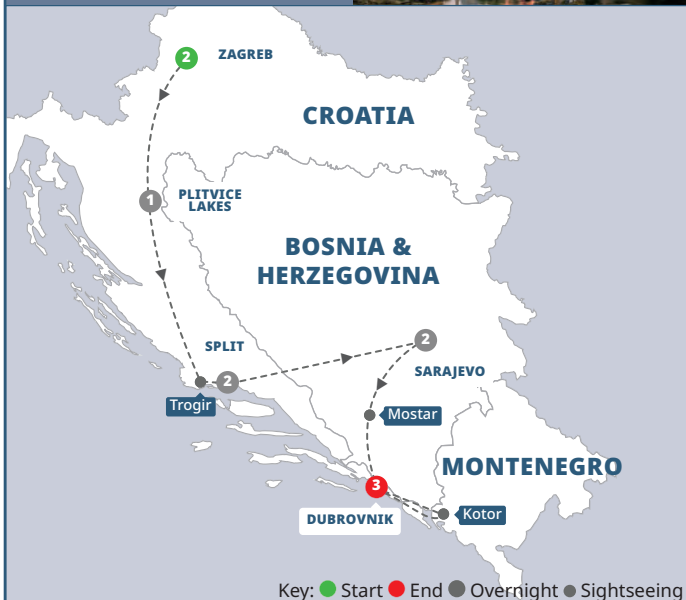 2 ZAGREB
CROATIA
1 PLITVICE
LAKES
BOSNIA &
HERZEGOVINA
SPLIT
2
2
SARAJEVO
Trogir
Mostar
MONTENEGRO
3
DUBROVNIK
Kotor
Key: Start End Overnight Sightseeing